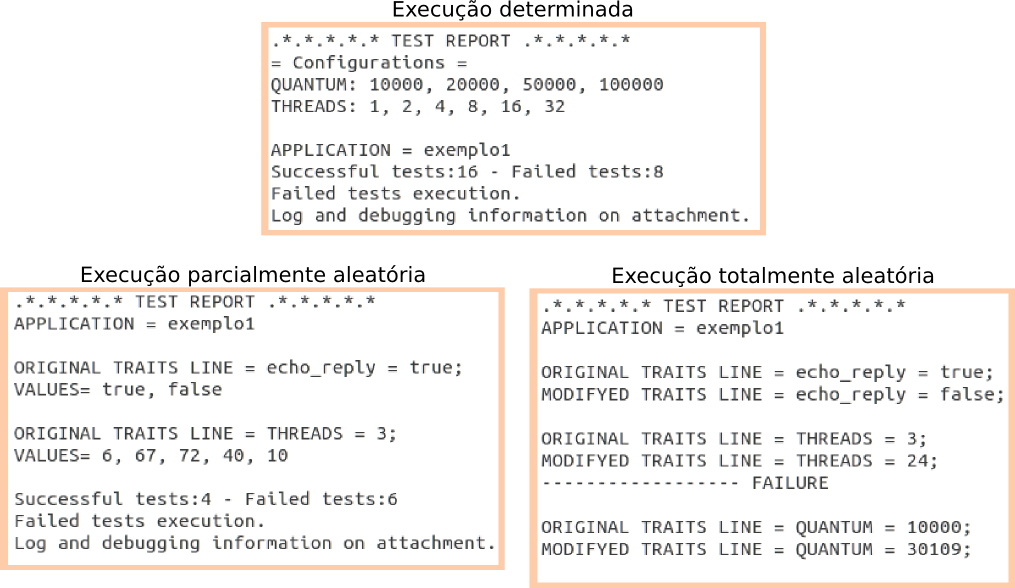 Execução determinada
.*.*.*.*.* TEST REPORT .*.*.*.*.*
= Configurations =
QUANTUM: 10000, 20000, 50000, 100000
THREADS: 1, 2, 4, 8, 16, 32
APPLICATION = exemplo1
Successful tests:16 - Failed tests:8
Failed tests execution.
Log and debugging information on attachment.
Execução parcialmente aleatória
.*.*.*.*.* TEST REPORT .*.*.*.*.*
APPLICATION = exemplo1
ORIGINAL TRAITS LINE = echo_reply = true;
VALUES= true, false
ORIGINAL TRAITS LINE = THREADS = 3;
VALUES= 6, 67, 72, 40, 10
Successful tests:4 - Failed tests:6
Failed tests execution.
Log and debugging information on attachment.
Execução totalmente aleatória
.*.*.*.*.* TEST REPORT .*.*.*.*.*
APPLICATION = exemplo1
ORIGINAL TRAITS LINE = echo_reply = true;
MODIFYED TRAITS LINE = echo_reply = false;
ORIGINAL TRAITS LINE = THREADS = 3;
MODIFYED TRAITS LINE = THREADS = 24;
------------------ FAILURE
ORIGINAL TRAITS LINE = QUANTUM = 10000;
MODIFYED TRAITS LINE = QUANTUM = 30109;